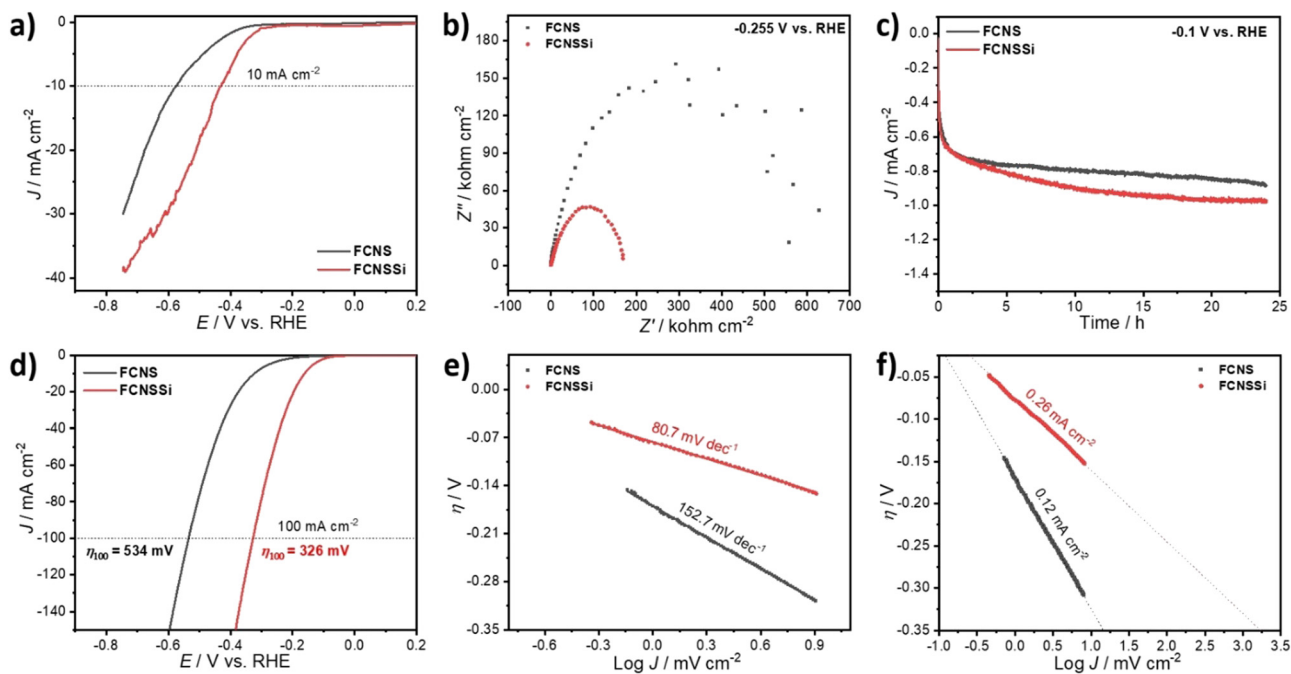 a)
0
-10
-20
-30
-40
-0.8
-0.6
-0.4
-0.2
0.0
0.2
J / mA cm⁻²
E / V vs. RHE
10 mA cm⁻²
FCNS
FCNSSi
b)
180
150
120
90
60
30
0
-100
0
100
200
300
400
500
600
700
Z″ / kohm cm⁻²
Z′ / kohm cm⁻²
FCNS
FCNSSi
-0.255 V vs. RHE
c)
0.0
-0.2
-0.4
-0.6
-0.8
-1.0
-1.2
-1.4
0
5
10
15
20
25
J / mA cm⁻²
Time / h
FCNS
FCNSSi
-0.1 V vs. RHE
d)
0
-20
-40
-60
-80
-100
-120
-140
-0.8
-0.6
-0.4
-0.2
0.0
0.2
J / mA cm⁻²
E / V vs. RHE
FCNS
FCNSSi
100 mA cm⁻²
η₁₀₀ = 534 mV
η₁₀₀ = 326 mV
e)
0.00
-0.07
-0.14
-0.21
-0.28
-0.35
-0.6
-0.3
0.0
0.3
0.6
0.9
η / V
Log J / mV cm⁻²
FCNS
FCNSSi
80.7 mV dec⁻¹
152.7 mV dec⁻¹
f)
-0.05
-0.10
-0.15
-0.20
-0.25
-0.30
-0.35
-1.0
-0.5
0.0
0.5
1.0
1.5
2.0
2.5
3.0
3.5
η / V
Log J / mV cm⁻²
FCNS
FCNSSi
0.26 mA cm⁻²
0.12 mA cm⁻²